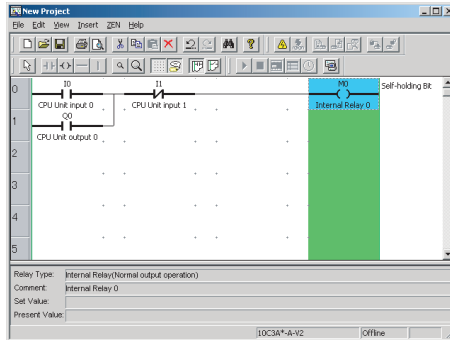 New Project
File Edit View Insert ZEN Help
0 I0 I1 M0 Self-holding Bit
CPU Unit input 0 CPU Unit input 1 Internal Relay 0
1 Q0
CPU Unit output 0
2
3
4
5
Relay Type: Internal Relay(Normal output operation)
Comment: Internal Relay 0
Set Value:
Present Value:
10C3A*-A-V2 Offline